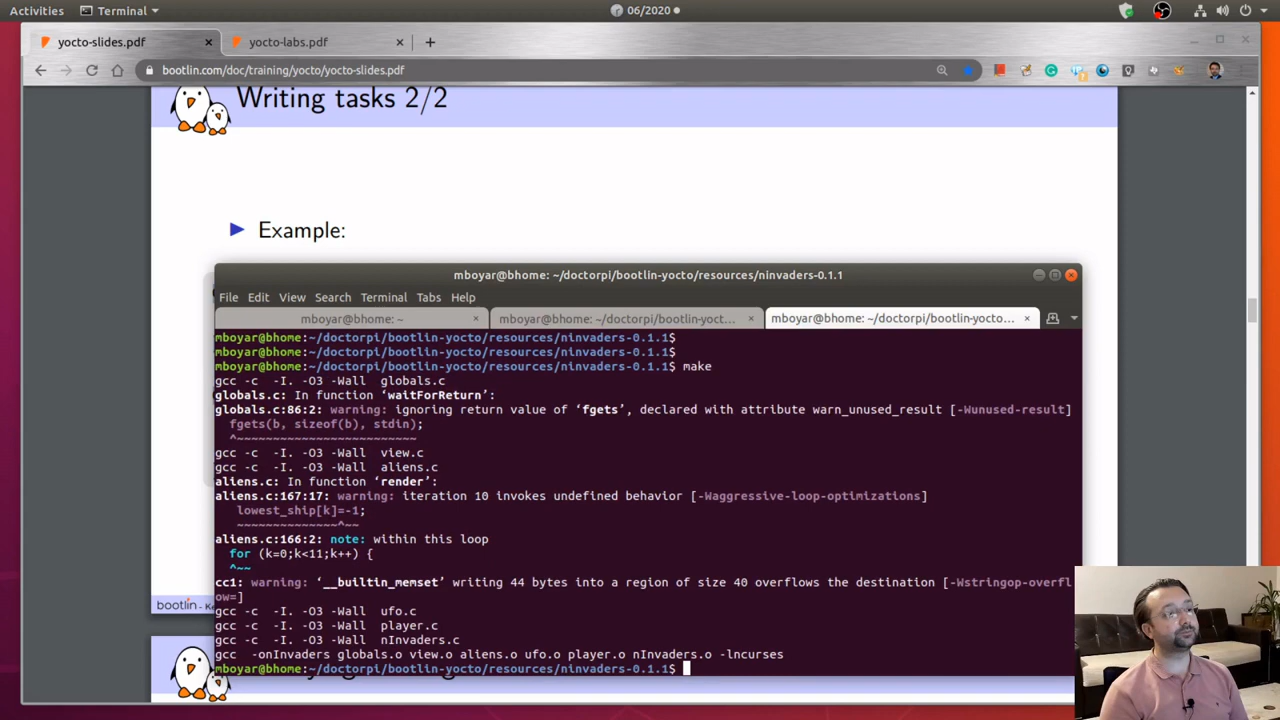 Activities
Terminal
06/2020
yocto-slides.pdf
yocto-labs.pdf
bootlin.com/doc/training/yocto/yocto-slides.pdf
Writing tasks 2/2
Example:
mboyar@bhome: ~/doctorpi/bootlin-yocto/resources/ninvaders-0.1.1
File Edit View Search Terminal Tabs Help
mboyar@bhome: ~
mboyar@bhome: ~/doctorpi/bootlin-yoct...
mboyar@bhome: ~/doctorpi/bootlin-yocto...
mboyar@bhome:~/doctorpi/bootlin-yocto/resources/ninvaders-0.1.1$
mboyar@bhome:~/doctorpi/bootlin-yocto/resources/ninvaders-0.1.1$
mboyar@bhome:~/doctorpi/bootlin-yocto/resources/ninvaders-0.1.1$ make
gcc -c  -I. -O3 -Wall  globals.c
globals.c: In function ‘waitForReturn’:
globals.c:86:2: warning: ignoring return value of ‘fgets’, declared with attribute warn_unused_result [-Wunused-result]
  fgets(b, sizeof(b), stdin);
  ^~~~~~~~~~~~~~~~~~~~~~~~~~
gcc -c  -I. -O3 -Wall  view.c
gcc -c  -I. -O3 -Wall  aliens.c
aliens.c: In function ‘render’:
aliens.c:167:17: warning: iteration 10 invokes undefined behavior [-Waggressive-loop-optimizations]
   lowest_ship[k]=-1;
   ~~~~~~~~~~~~~~^~~
aliens.c:166:2: note: within this loop
  for (k=0;k<11;k++) {
  ^~~
cc1: warning: ‘__builtin_memset’ writing 44 bytes into a region of size 40 overflows the destination [-Wstringop-overfl
ow=]
gcc -c  -I. -O3 -Wall  ufo.c
gcc -c  -I. -O3 -Wall  player.c
gcc -c  -I. -O3 -Wall  nInvaders.c
gcc  -onInvaders globals.o view.o aliens.o ufo.o player.o nInvaders.o -lncurses
mboyar@bhome:~/doctorpi/bootlin-yocto/resources/ninvaders-0.1.1$
bootlin - Ke